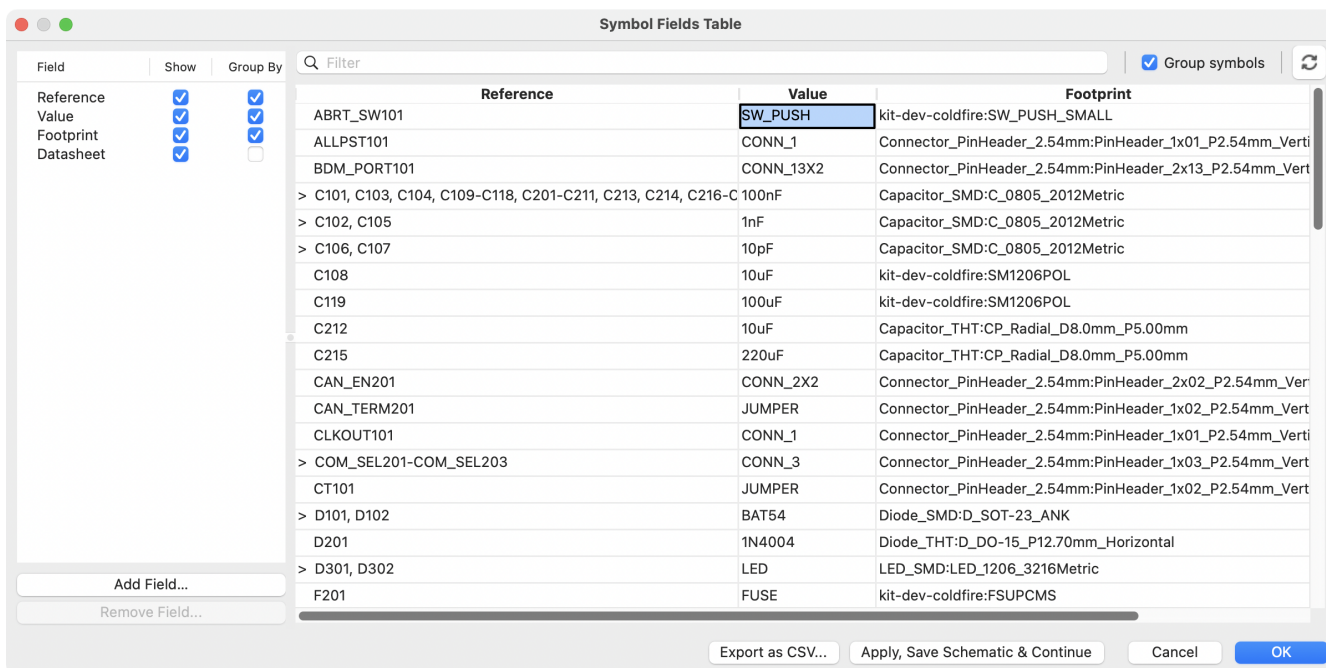 Symbol Fields Table
Field Show Group By
Reference
Value
Footprint
Datasheet
Filter
Group symbols
Reference Value Footprint
ABRT_SW101 SW_PUSH kit-dev-coldfire:SW_PUSH_SMALL
ALLPST101 CONN_1 Connector_PinHeader_2.54mm:PinHeader_1x01_P2.54mm_Verti
BDM_PORT101 CONN_13X2 Connector_PinHeader_2.54mm:PinHeader_2x13_P2.54mm_Vert
> C101, C103, C104, C109-C118, C201-C211, C213, C214, C216-C 100nF Capacitor_SMD:C_0805_2012Metric
> C102, C105 1nF Capacitor_SMD:C_0805_2012Metric
> C106, C107 10pF Capacitor_SMD:C_0805_2012Metric
C108 10uF kit-dev-coldfire:SM1206POL
C119 100uF kit-dev-coldfire:SM1206POL
C212 10uF Capacitor_THT:CP_Radial_D8.0mm_P5.00mm
C215 220uF Capacitor_THT:CP_Radial_D8.0mm_P5.00mm
CAN_EN201 CONN_2X2 Connector_PinHeader_2.54mm:PinHeader_2x02_P2.54mm_Ver
CAN_TERM201 JUMPER Connector_PinHeader_2.54mm:PinHeader_1x02_P2.54mm_Vert
CLKOUT101 CONN_1 Connector_PinHeader_2.54mm:PinHeader_1x01_P2.54mm_Verti
> COM_SEL201-COM_SEL203 CONN_3 Connector_PinHeader_2.54mm:PinHeader_1x03_P2.54mm_Vert
CT101 JUMPER Connector_PinHeader_2.54mm:PinHeader_1x02_P2.54mm_Vert
> D101, D102 BAT54 Diode_SMD:D_SOT-23_ANK
D201 1N4004 Diode_THT:D_DO-15_P12.70mm_Horizontal
> D301, D302 LED LED_SMD:LED_1206_3216Metric
F201 FUSE kit-dev-coldfire:FSUPCMS
Add Field...
Remove Field...
Export as CSV... Apply, Save Schematic & Continue Cancel OK